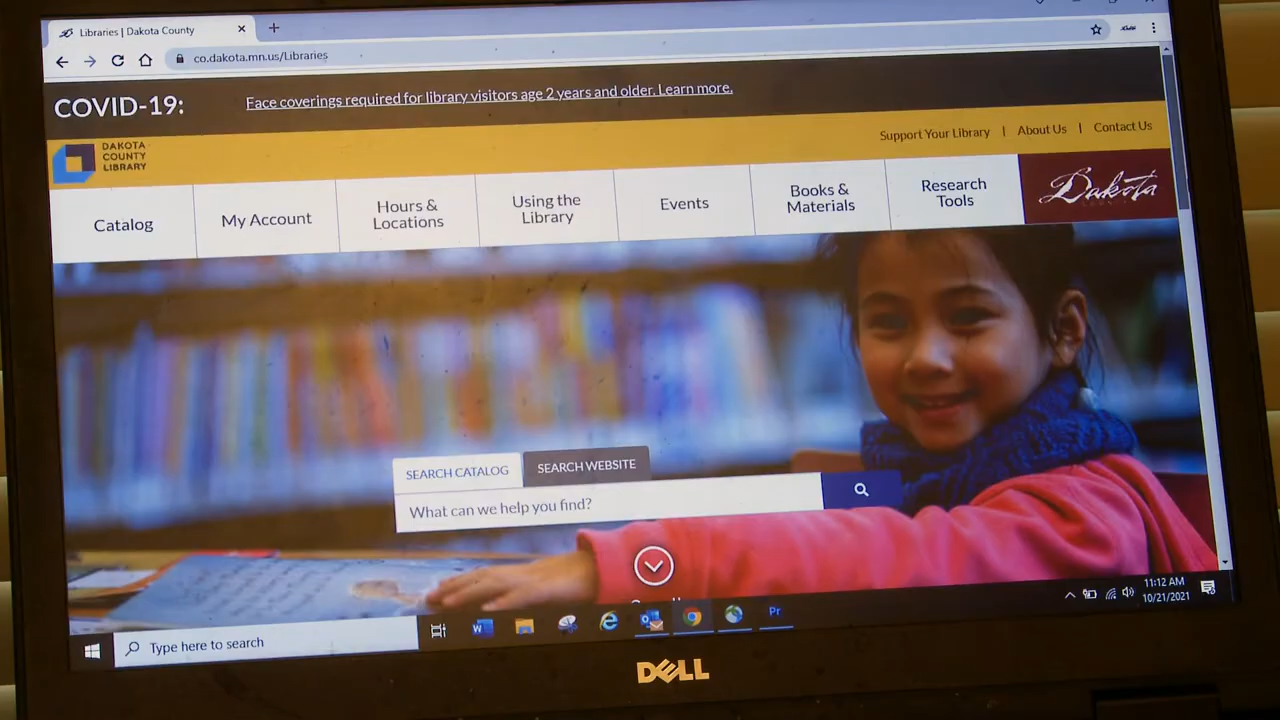 Libraries | Dakota County
co.dakota.mn.us/Libraries
COVID-19:
Face coverings required for library visitors age 2 years and older. Learn more.
DAKOTA
COUNTY
LIBRARY
Support Your Library | About Us | Contact Us
Catalog
My Account
Hours &
Locations
Using the
Library
Events
Books &
Materials
Research
Tools
Dakota
SEARCH CATALOG
SEARCH WEBSITE
What can we help you find?
Type here to search
Pr
11:12 AM
10/21/2021
DELL